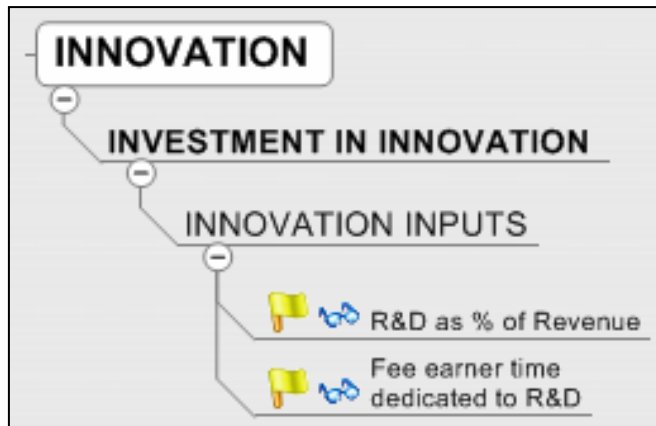 INNOVATION
INVESTMENT IN INNOVATION
INNOVATION INPUTS
R&D as % of Revenue
Fee earner time
dedicated to R&D